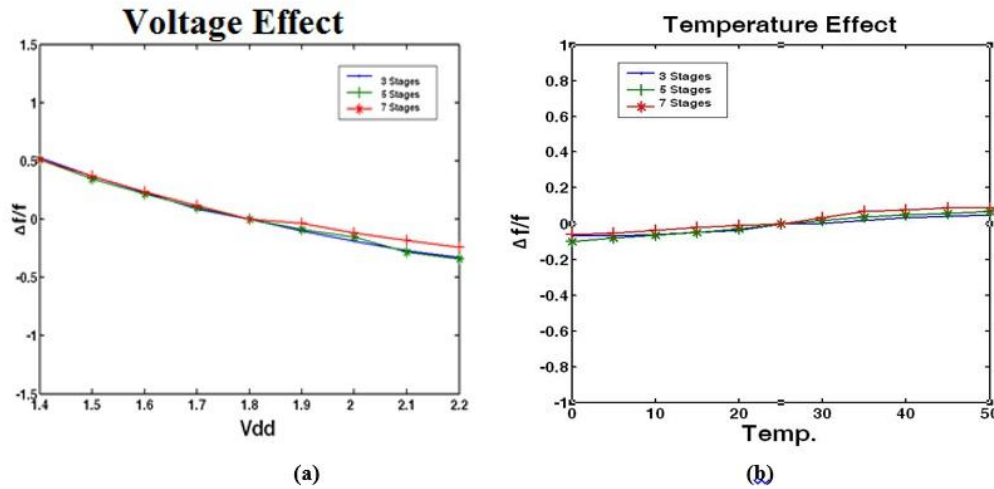 Voltage Effect
1.5
1
0.5
0
-0.5
-1
-1.5
Δf/f
3 Stages
5 Stages
7 Stages
1.4 1.5 1.6 1.7 1.8 1.9 2 2.1 2.2
Vdd
(a)
Temperature Effect
1
0.8
0.6
0.4
0.2
0
-0.2
-0.4
-0.6
-0.8
-1
Δf/f
3 Stages
5 Stages
7 Stages
0 10 20 30 40 50
Temp.
(b)